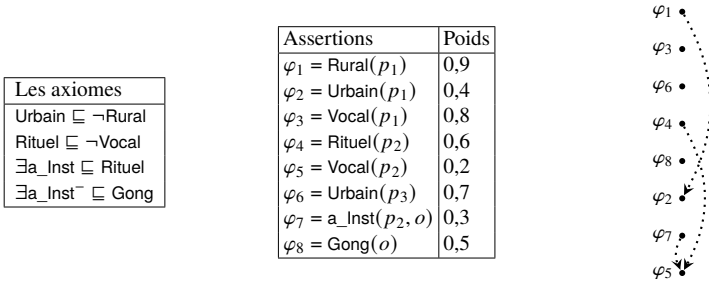 Les axiomes
Urbain ⊑ ¬Rural
Rituel ⊑ ¬Vocal
∃a_Inst ⊑ Rituel
∃a_Inst⁻ ⊑ Gong
Assertions Poids
φ₁ = Rural(p₁) 0,9
φ₂ = Urbain(p₁) 0,4
φ₃ = Vocal(p₁) 0,8
φ₄ = Rituel(p₂) 0,6
φ₅ = Vocal(p₂) 0,2
φ₆ = Urbain(p₃) 0,7
φ₇ = a_Inst(p₂, o) 0,3
φ₈ = Gong(o) 0,5
φ₁
φ₃
φ₆
φ₄
φ₈
φ₂
φ₇
φ₅